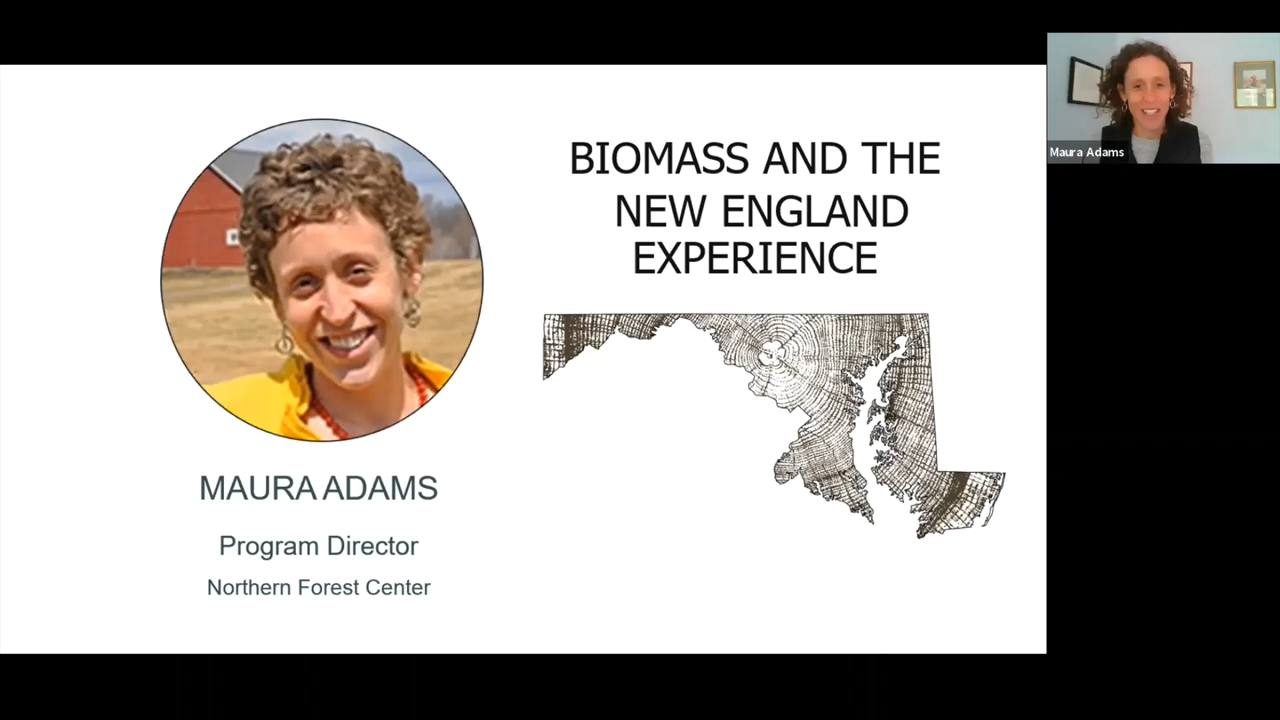 BIOMASS AND THE
NEW ENGLAND
EXPERIENCE
MAURA ADAMS
Program Director
Northern Forest Center
Maura Adams